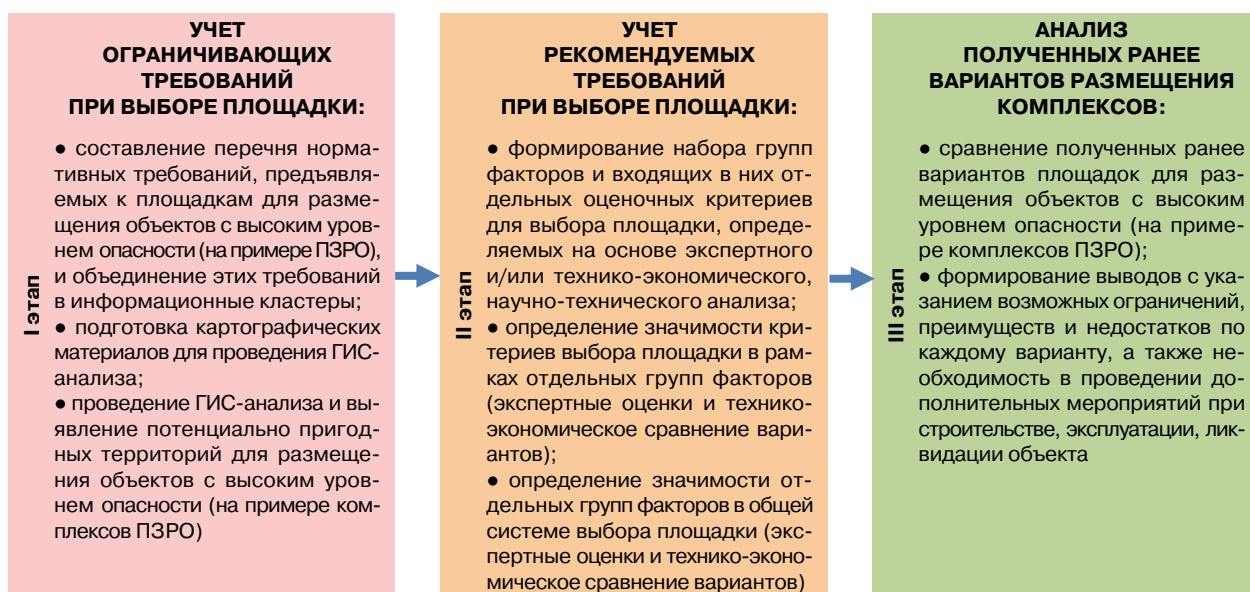 УЧЕТ
ОГРАНИЧИВАЮЩИХ
ТРЕБОВАНИЙ
ПРИ ВЫБОРЕ ПЛОЩАДКИ:
I этап
● составление перечня норма-
тивных требований, предъявля-
емых к площадкам для разме-
щения объектов с высоким уров-
нем опасности (на примере ПЗРО),
и объединение этих требований
в информационные кластеры;
● подготовка картографических
материалов для проведения ГИС-
анализа;
● проведение ГИС-анализа и вы-
явление потенциально пригод-
ных территорий для размеще-
ния объектов с высоким уров-
нем опасности (на примере ком-
плексов ПЗРО)
УЧЕТ
РЕКОМЕНДУЕМЫХ
ТРЕБОВАНИЙ
ПРИ ВЫБОРЕ ПЛОЩАДКИ:
II этап
● формирование набора групп
факторов и входящих в них от-
дельных оценочных критериев
для выбора площадки, опреде-
ляемых на основе экспертного
и/или технико-экономического,
научно-технического анализа;
● определение значимости кри-
териев выбора площадки в рам-
ках отдельных групп факторов
(экспертные оценки и технико-
экономическое сравнение вари-
антов);
● определение значимости от-
дельных групп факторов в общей
системе выбора площадки (экс-
пертные оценки и технико-эконо-
мическое сравнение вариантов)
АНАЛИЗ
ПОЛУЧЕННЫХ РАНЕЕ
ВАРИАНТОВ РАЗМЕЩЕНИЯ
КОМПЛЕКСОВ:
III этап
● сравнение полученных ранее
вариантов площадок для раз-
мещения объектов с высоким
уровнем опасности (на приме-
ре комплексов ПЗРО);
● формирование выводов с ука-
занием возможных ограничений,
преимуществ и недостатков по
каждому варианту, а также не-
обходимость в проведении до-
полнительных мероприятий при
строительстве, эксплуатации, лик-
видации объекта